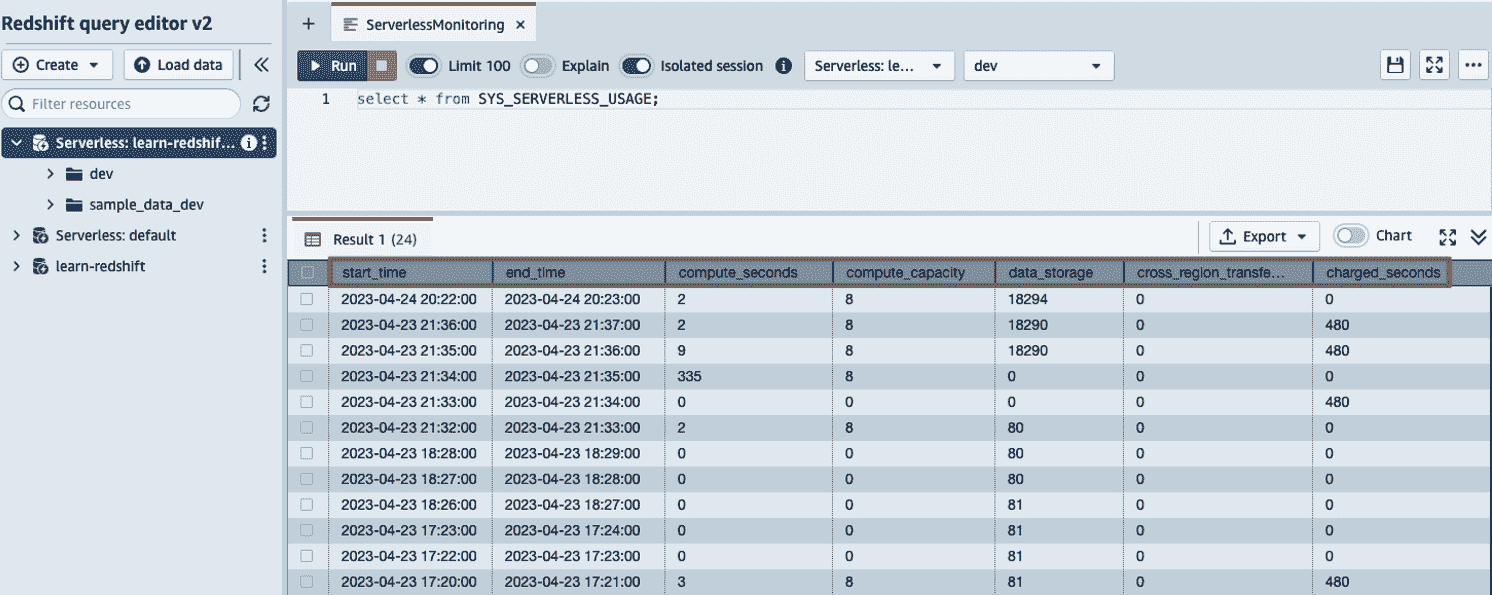 Redshift query editor v2
Create
Load data
Filter resources
Serverless: learn-redshif...
dev
sample_data_dev
Serverless: default
learn-redshift
ServerlessMonitoring
Run
Limit 100
Explain
Isolated session
Serverless: le...
dev
1 select * from SYS_SERVERLESS_USAGE;
Result 1 (24)
Export
Chart
start_time end_time compute_seconds compute_capacity data_storage cross_region_transfe... charged_seconds
2023-04-24 20:22:00 2023-04-24 20:23:00 2 8 18294 0 0
2023-04-23 21:36:00 2023-04-23 21:37:00 2 8 18290 0 480
2023-04-23 21:35:00 2023-04-23 21:36:00 9 8 18290 0 480
2023-04-23 21:34:00 2023-04-23 21:35:00 335 8 0 0 0
2023-04-23 21:33:00 2023-04-23 21:34:00 0 0 0 0 480
2023-04-23 21:32:00 2023-04-23 21:33:00 2 8 80 0 0
2023-04-23 18:28:00 2023-04-23 18:29:00 0 0 80 0 0
2023-04-23 18:27:00 2023-04-23 18:28:00 0 0 80 0 0
2023-04-23 18:26:00 2023-04-23 18:27:00 0 0 81 0 0
2023-04-23 17:23:00 2023-04-23 17:24:00 0 0 81 0 0
2023-04-23 17:22:00 2023-04-23 17:23:00 0 0 81 0 0
2023-04-23 17:20:00 2023-04-23 17:21:00 3 8 81 0 480